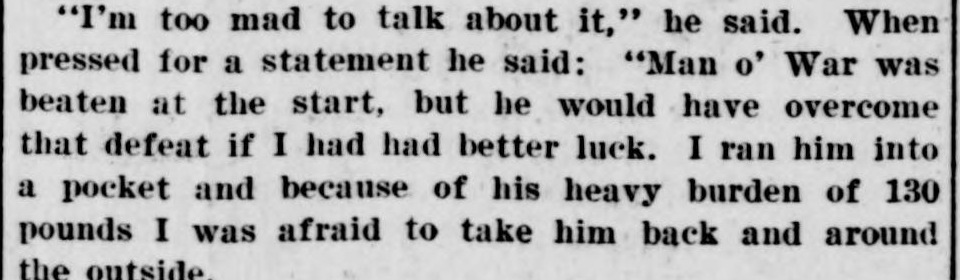 "I'm too mad to talk about it," he said. When
pressed for a statement he said: "Man o' War was
beaten at the start, but he would have overcome
that defeat if I had had better luck. I ran him into
a pocket and because of his heavy burden of 130
pounds I was afraid to take him back and around
the outside.